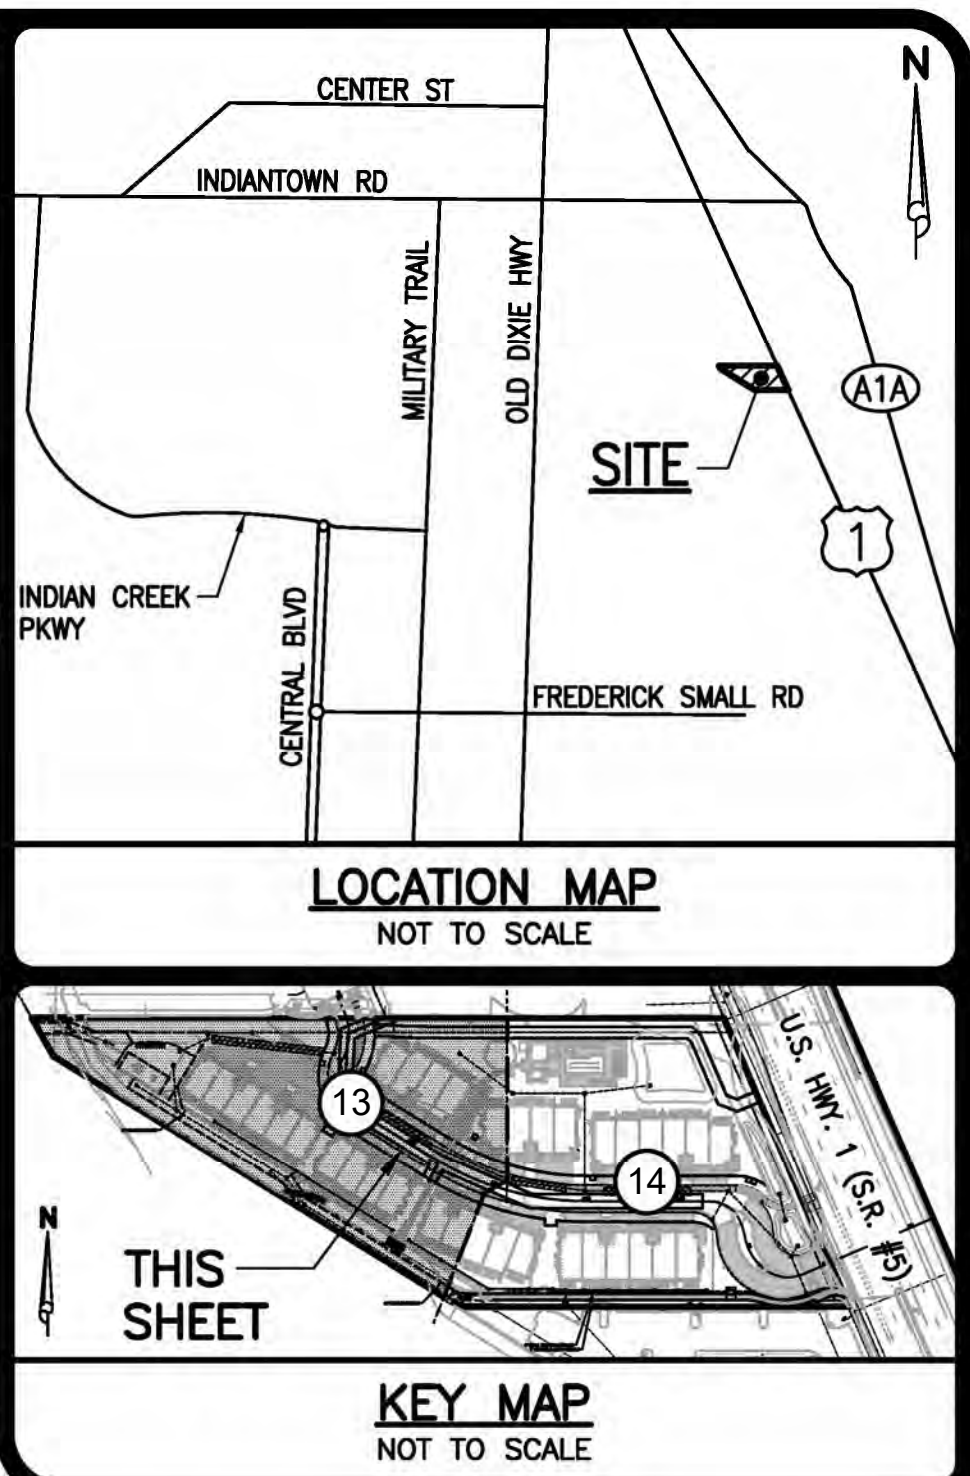 N
CENTER ST
INDIANTOWN RD
MILITARY TRAIL
OLD DIXIE HWY
A1A
SITE
1
INDIAN CREEK
PKWY
CENTRAL BLVD
FREDERICK SMALL RD
LOCATION MAP
NOT TO SCALE
U.S. HWY. 1 (S.R. #5)
13
14
N
THIS
SHEET
KEY MAP
NOT TO SCALE